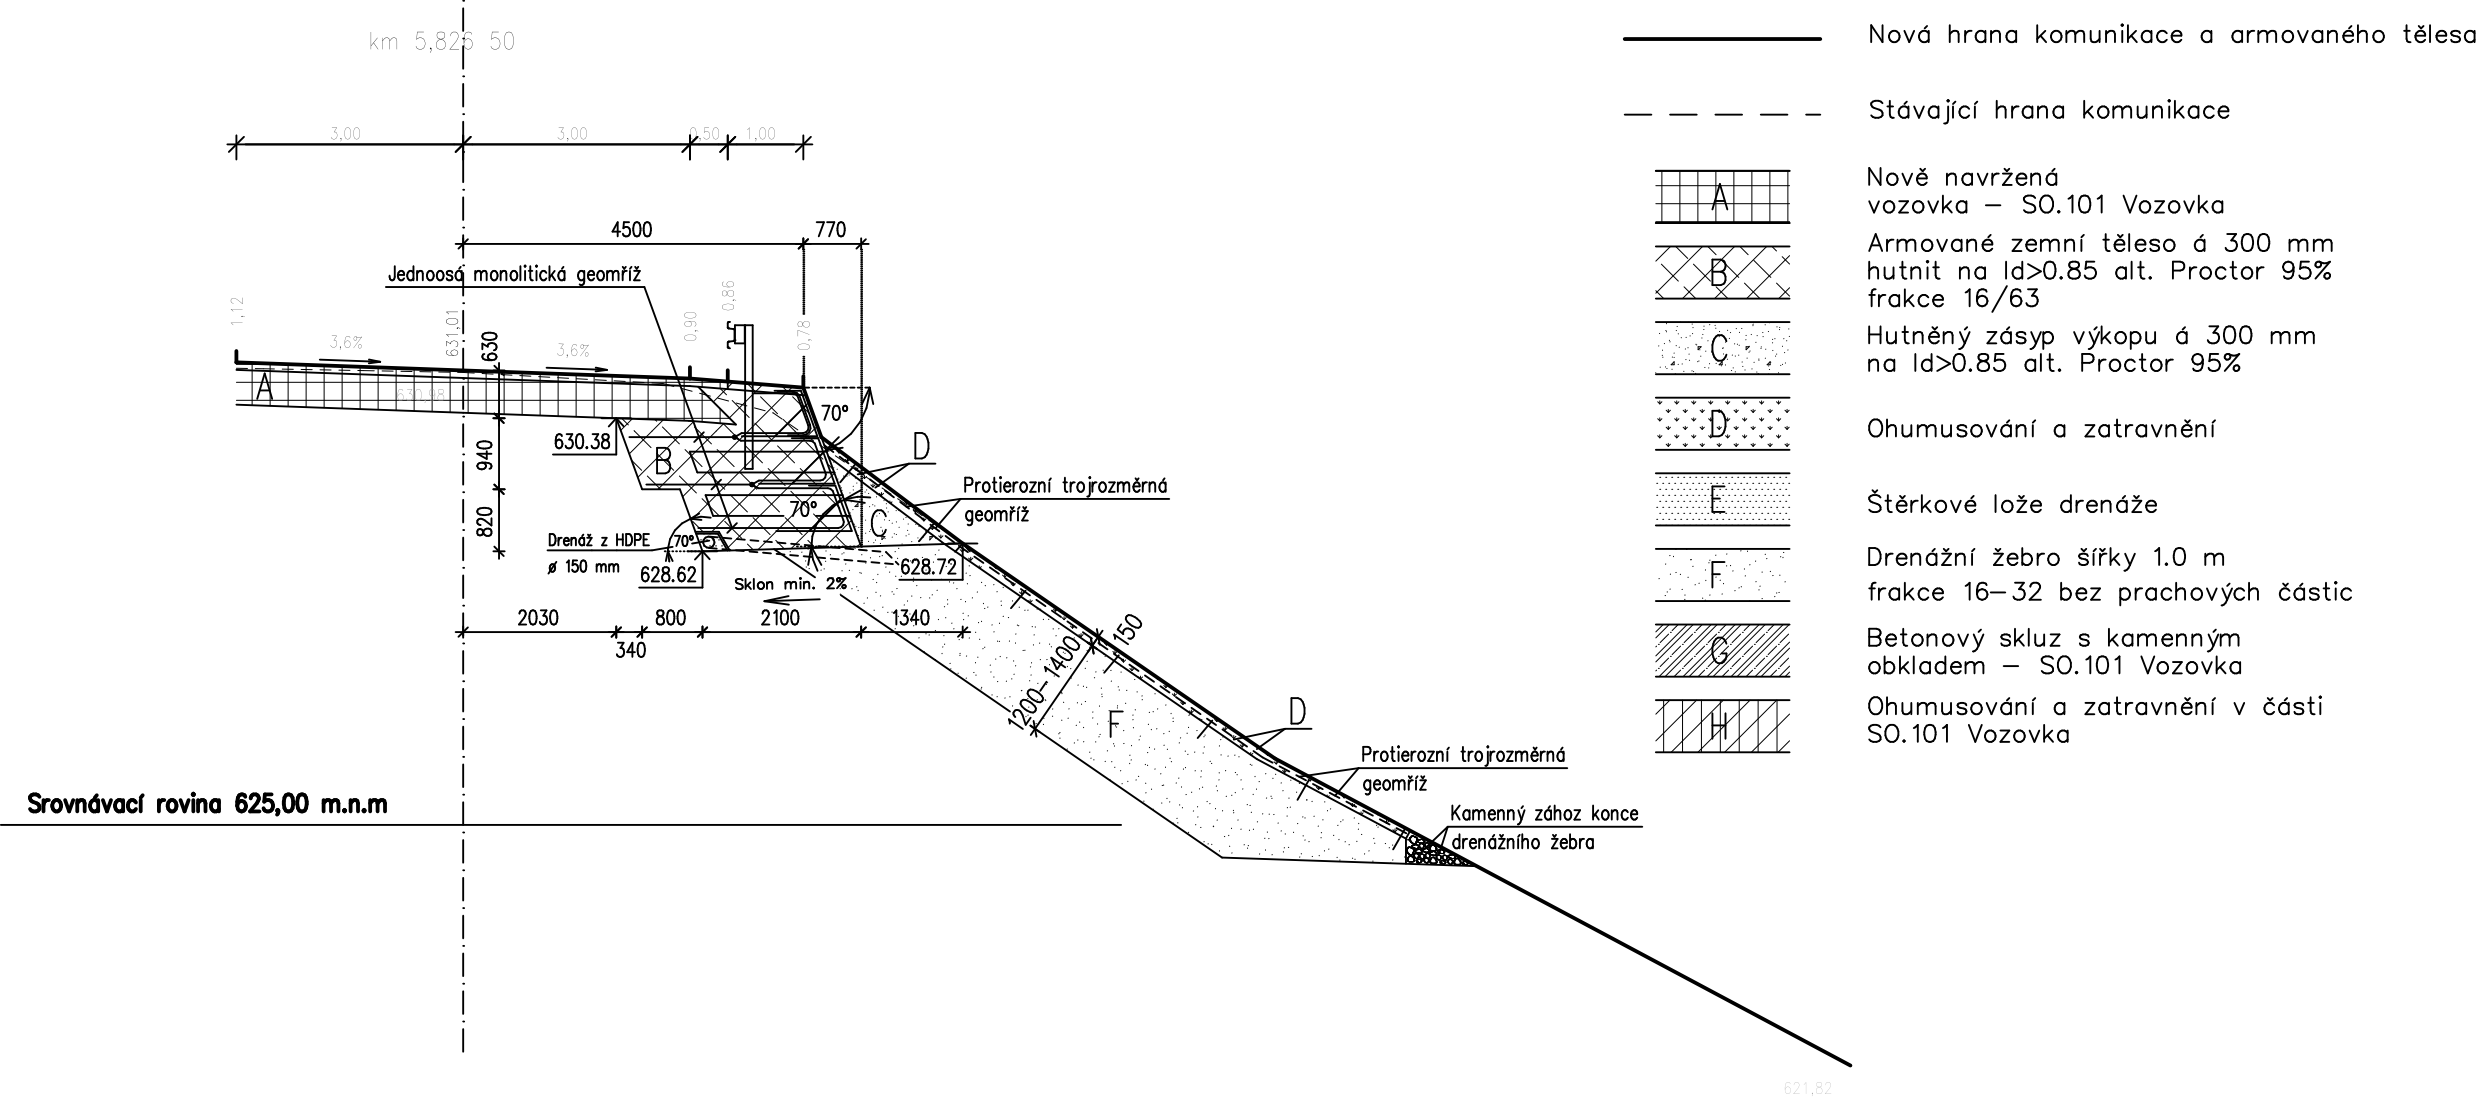 km 5,826 50
3,00
3,00
0,50
1,00
4500
770
Jednoosá monolitická geomříž
1,12
631,01
630
0,90
0,86
0,78
3,6%
3,6%
A
630,98
70°
630.38
940
B
D
Protierozní trojrozměrná
geomříž
820
70°
C
Drenáž z HDPE
ø 150 mm
70°
628.62
628.72
Sklon min. 2%
2030
340
800
2100
1340
150
1200-1400
F
D
Protierozní trojrozměrná
geomříž
Kamenný zához konce
drenážního žebra
Srovnávací rovina 625,00 m.n.m
621,82
Nová hrana komunikace a armovaného tělesa
Stávající hrana komunikace
A
Nově navržená
vozovka – SO.101 Vozovka
B
Armované zemní těleso á 300 mm
hutnit na Id>0.85 alt. Proctor 95%
frakce 16/63
C
Hutněný zásyp výkopu á 300 mm
na Id>0.85 alt. Proctor 95%
D
Ohumusování a zatravnění
E
Štěrkové lože drenáže
F
Drenážní žebro šířky 1.0 m
frakce 16–32 bez prachových částic
G
Betonový skluz s kamenným
obkladem – SO.101 Vozovka
H
Ohumusování a zatravnění v části
SO.101 Vozovka